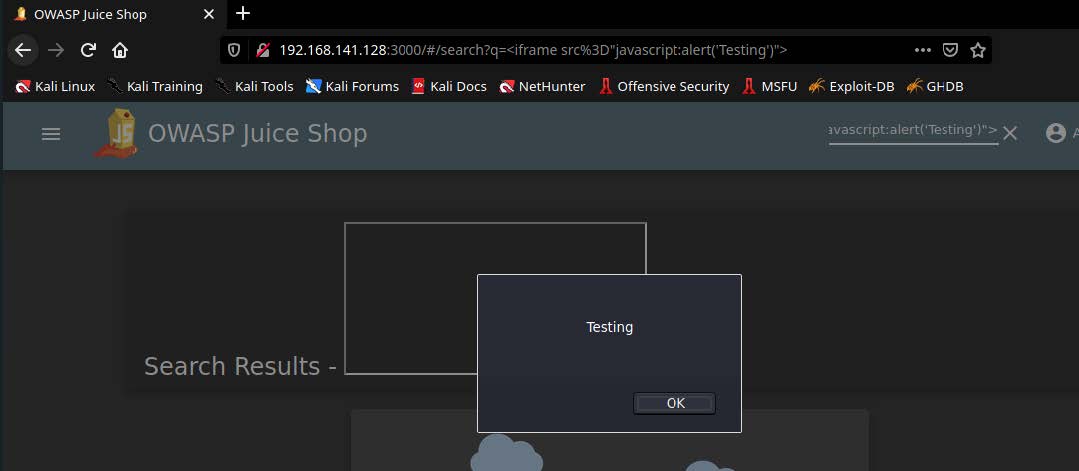 OWASP Juice Shop
192.168.141.128:3000/#/search?q=<iframe src%3D"javascript:alert('Testing')">
Kali Linux Kali Training Kali Tools Kali Forums Kali Docs NetHunter Offensive Security MSFU Exploit-DB GHDB
JS OWASP Juice Shop avascript:alert('Testing')"> A
Testing
Search Results -
OK